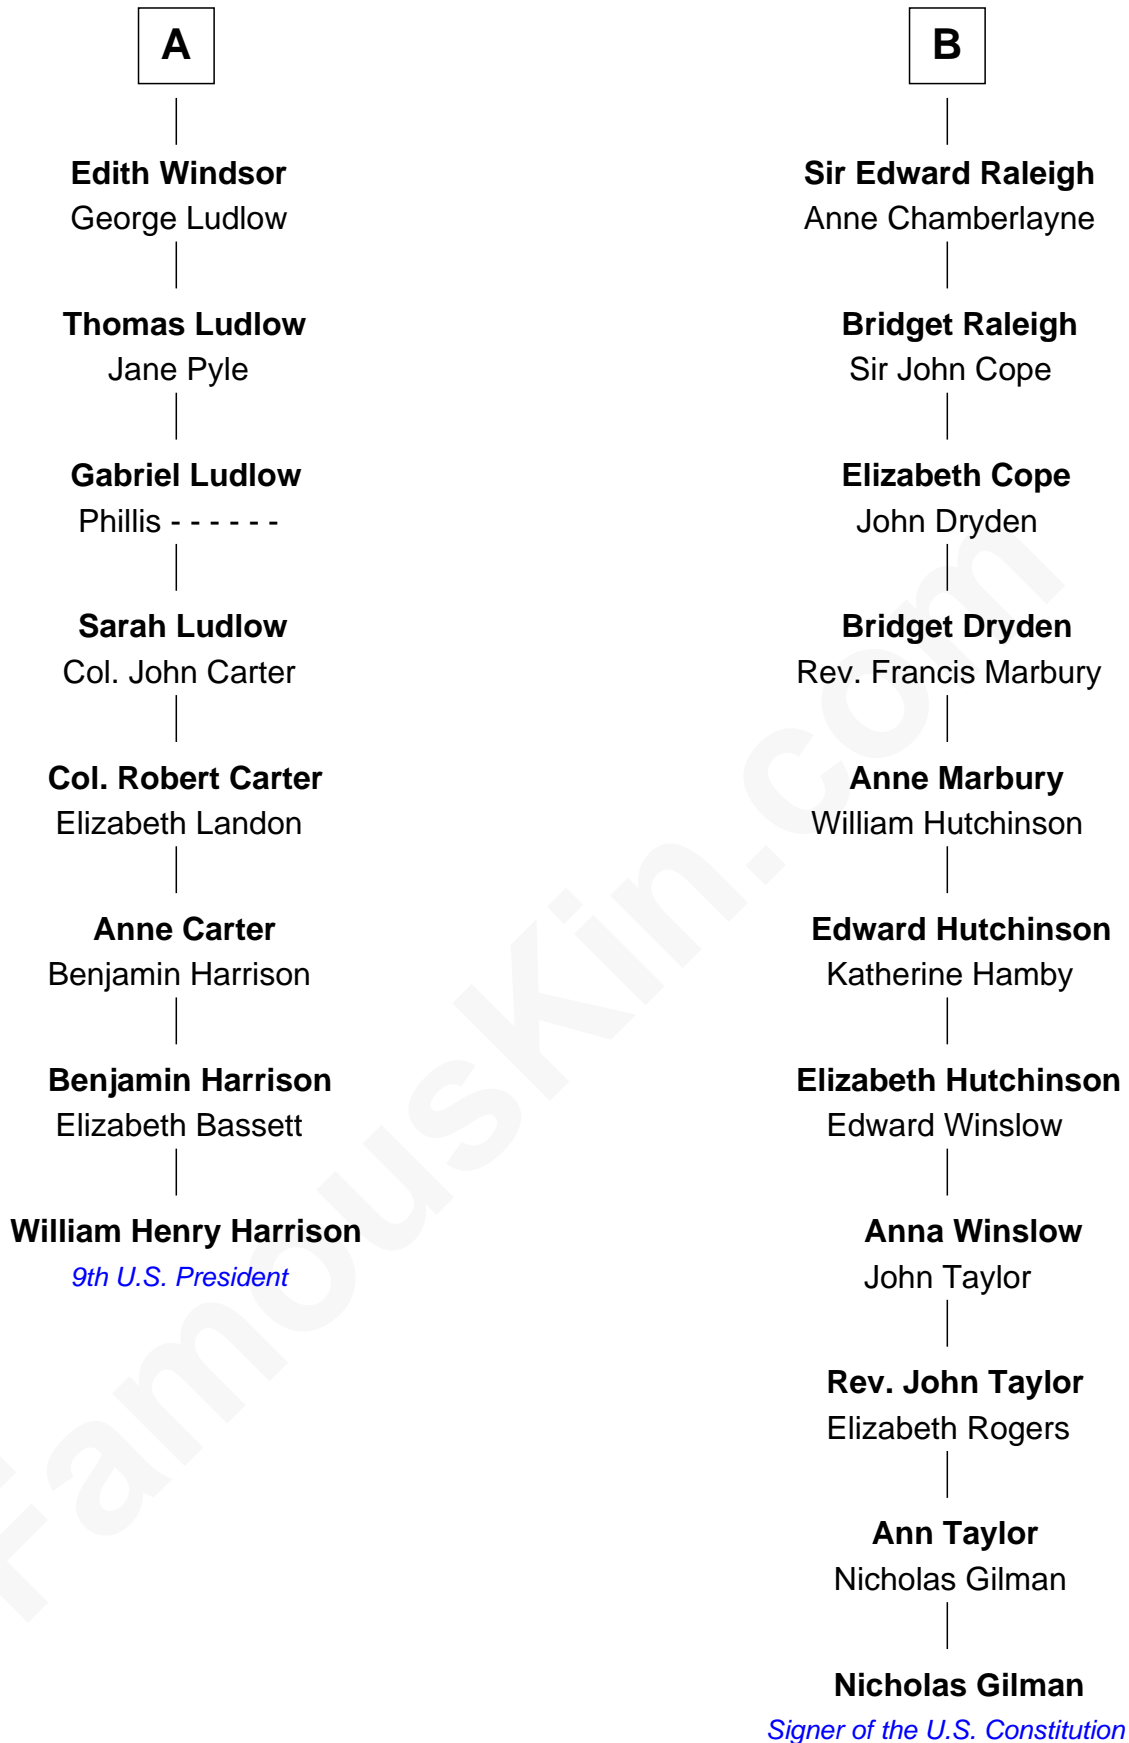 A
Edith Windsor
George Ludlow
Thomas Ludlow
Jane Pyle
Gabriel Ludlow
Phillis - - - - - -
Sarah Ludlow
Col. John Carter
Col. Robert Carter
Elizabeth Landon
Anne Carter
Benjamin Harrison
Benjamin Harrison
Elizabeth Bassett
William Henry Harrison
9th U.S. President
B
Sir Edward Raleigh
Anne Chamberlayne
Bridget Raleigh
Sir John Cope
Elizabeth Cope
John Dryden
Bridget Dryden
Rev. Francis Marbury
Anne Marbury
William Hutchinson
Edward Hutchinson
Katherine Hamby
Elizabeth Hutchinson
Edward Winslow
Anna Winslow
John Taylor
Rev. John Taylor
Elizabeth Rogers
Ann Taylor
Nicholas Gilman
Nicholas Gilman
Signer of the U.S. Constitution
FamousKin.com